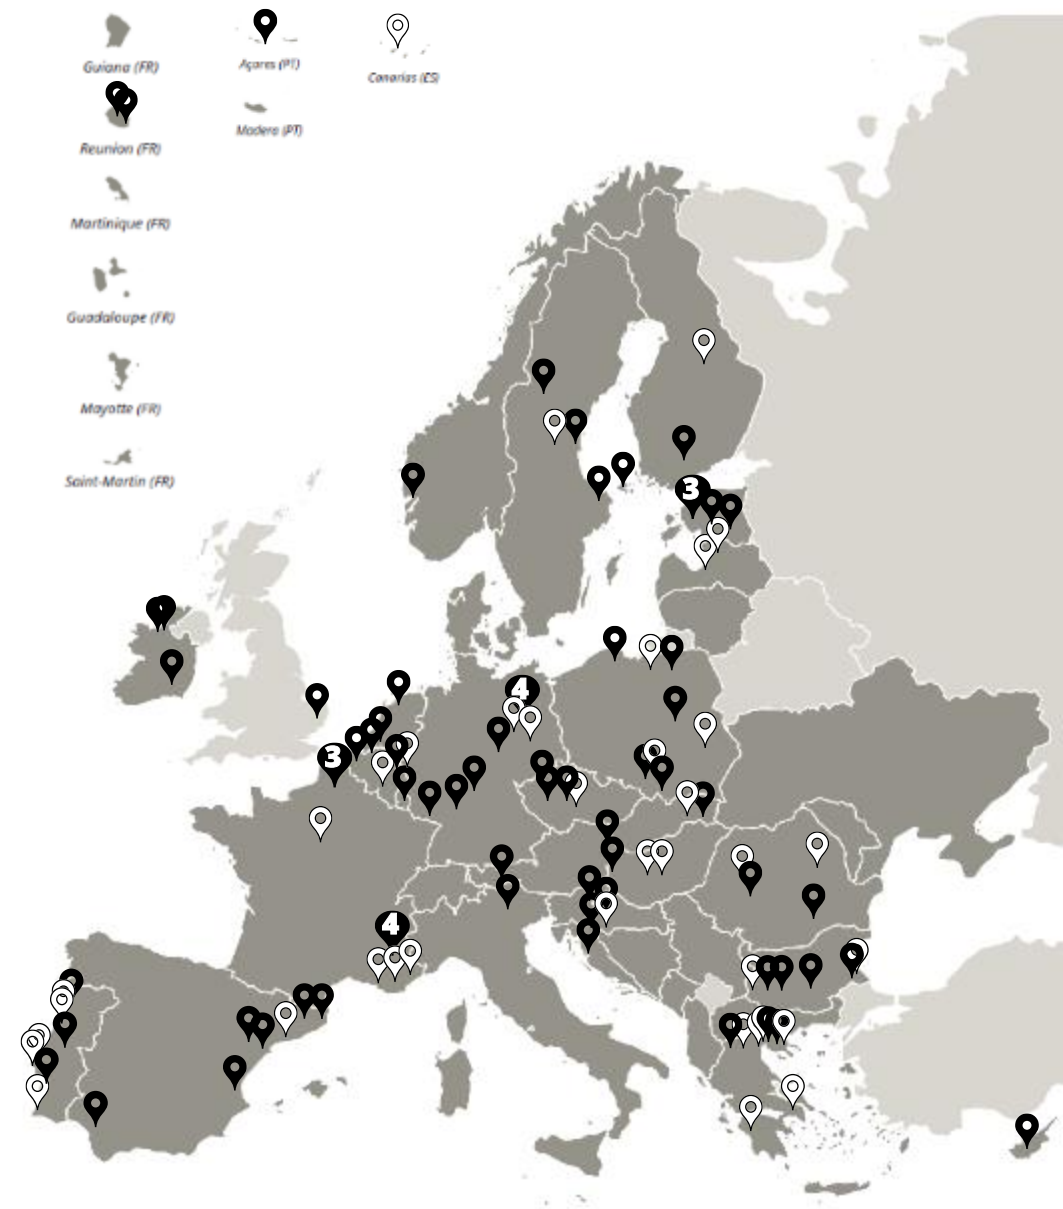 Guiana (FR)
Açares (PT)
Canarias (ES)
Reunion (FR)
Madera (PT)
Martinique (FR)
Guadaloupe (FR)
Mayotte (FR)
Saint-Martin (FR)
3
4
3
4